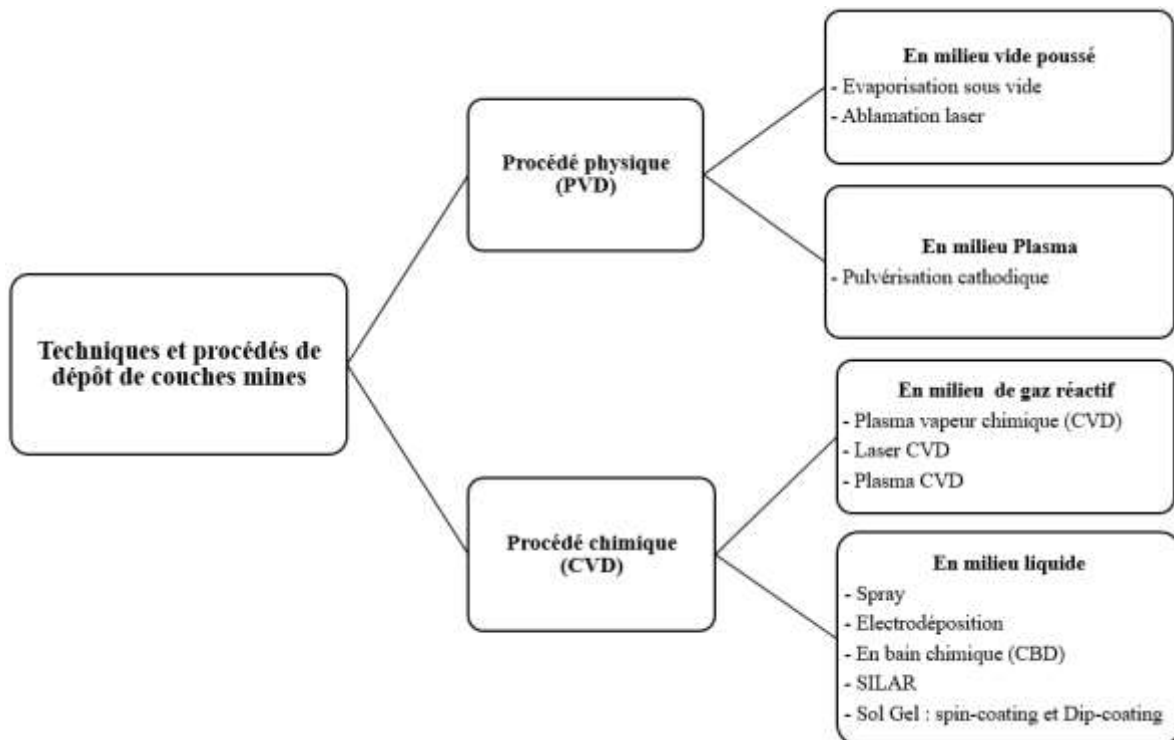 Techniques et procédés de
dépôt de couches mines
Procédé physique
(PVD)
En milieu vide poussé
- Evaporisation sous vide
- Ablamation laser
En milieu Plasma
- Pulvérisation cathodique
Procédé chimique
(CVD)
En milieu de gaz réactif
- Plasma vapeur chimique (CVD)
- Laser CVD
- Plasma CVD
En milieu liquide
- Spray
- Electrodéposition
- En bain chimique (CBD)
- SILAR
- Sol Gel : spin-coating et Dip-coating